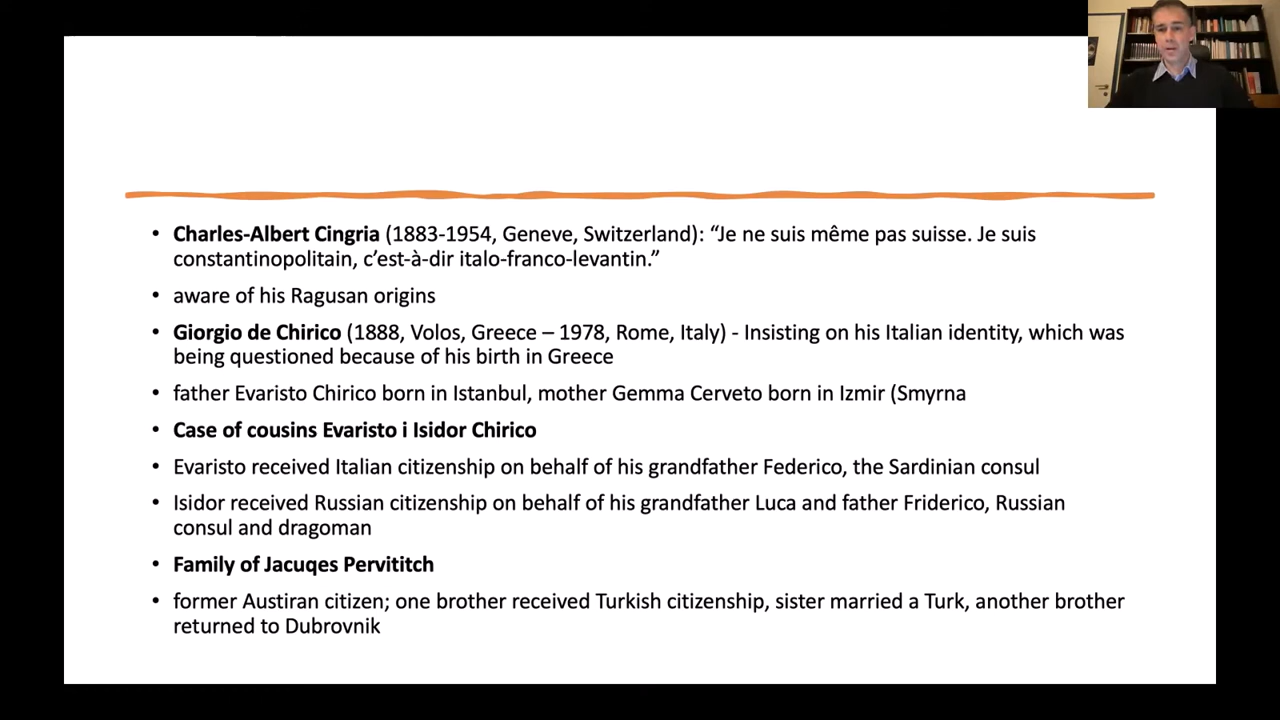 • Charles-Albert Cingria (1883-1954, Geneve, Switzerland): “Je ne suis même pas suisse. Je suis
constantinopolitain, c’est-à-dir italo-franco-levantin.”
• aware of his Ragusan origins
• Giorgio de Chirico (1888, Volos, Greece – 1978, Rome, Italy) - Insisting on his Italian identity, which was
being questioned because of his birth in Greece
• father Evaristo Chirico born in Istanbul, mother Gemma Cerveto born in Izmir (Smyrna
• Case of cousins Evaristo i Isidor Chirico
• Evaristo received Italian citizenship on behalf of his grandfather Federico, the Sardinian consul
• Isidor received Russian citizenship on behalf of his grandfather Luca and father Friderico, Russian
consul and dragoman
• Family of Jacuqes Pervititch
• former Austiran citizen; one brother received Turkish citizenship, sister married a Turk, another brother
returned to Dubrovnik